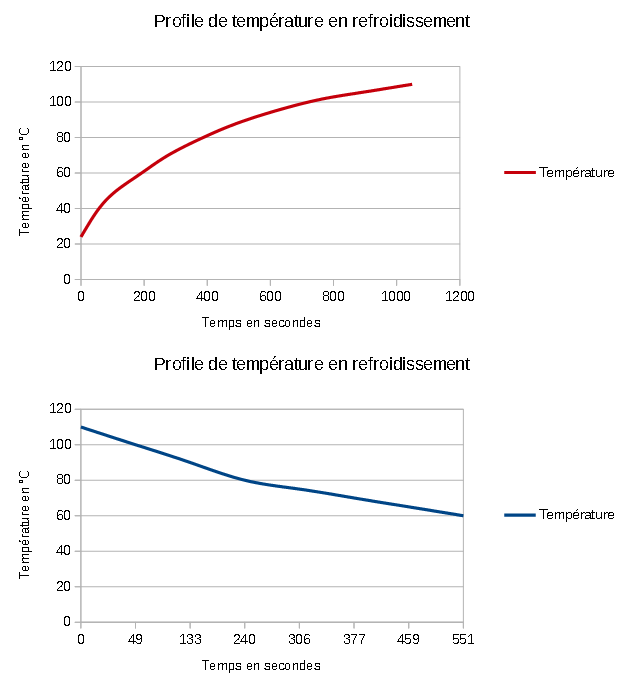 Profile de température en refroidissement
120
100
80
60
40
20
0
Température en °C
0 200 400 600 800 1000 1200
Temps en secondes
Température
Profile de température en refroidissement
120
100
80
60
40
20
0
Température en °C
0 49 133 240 306 377 459 551
Temps en secondes
Température